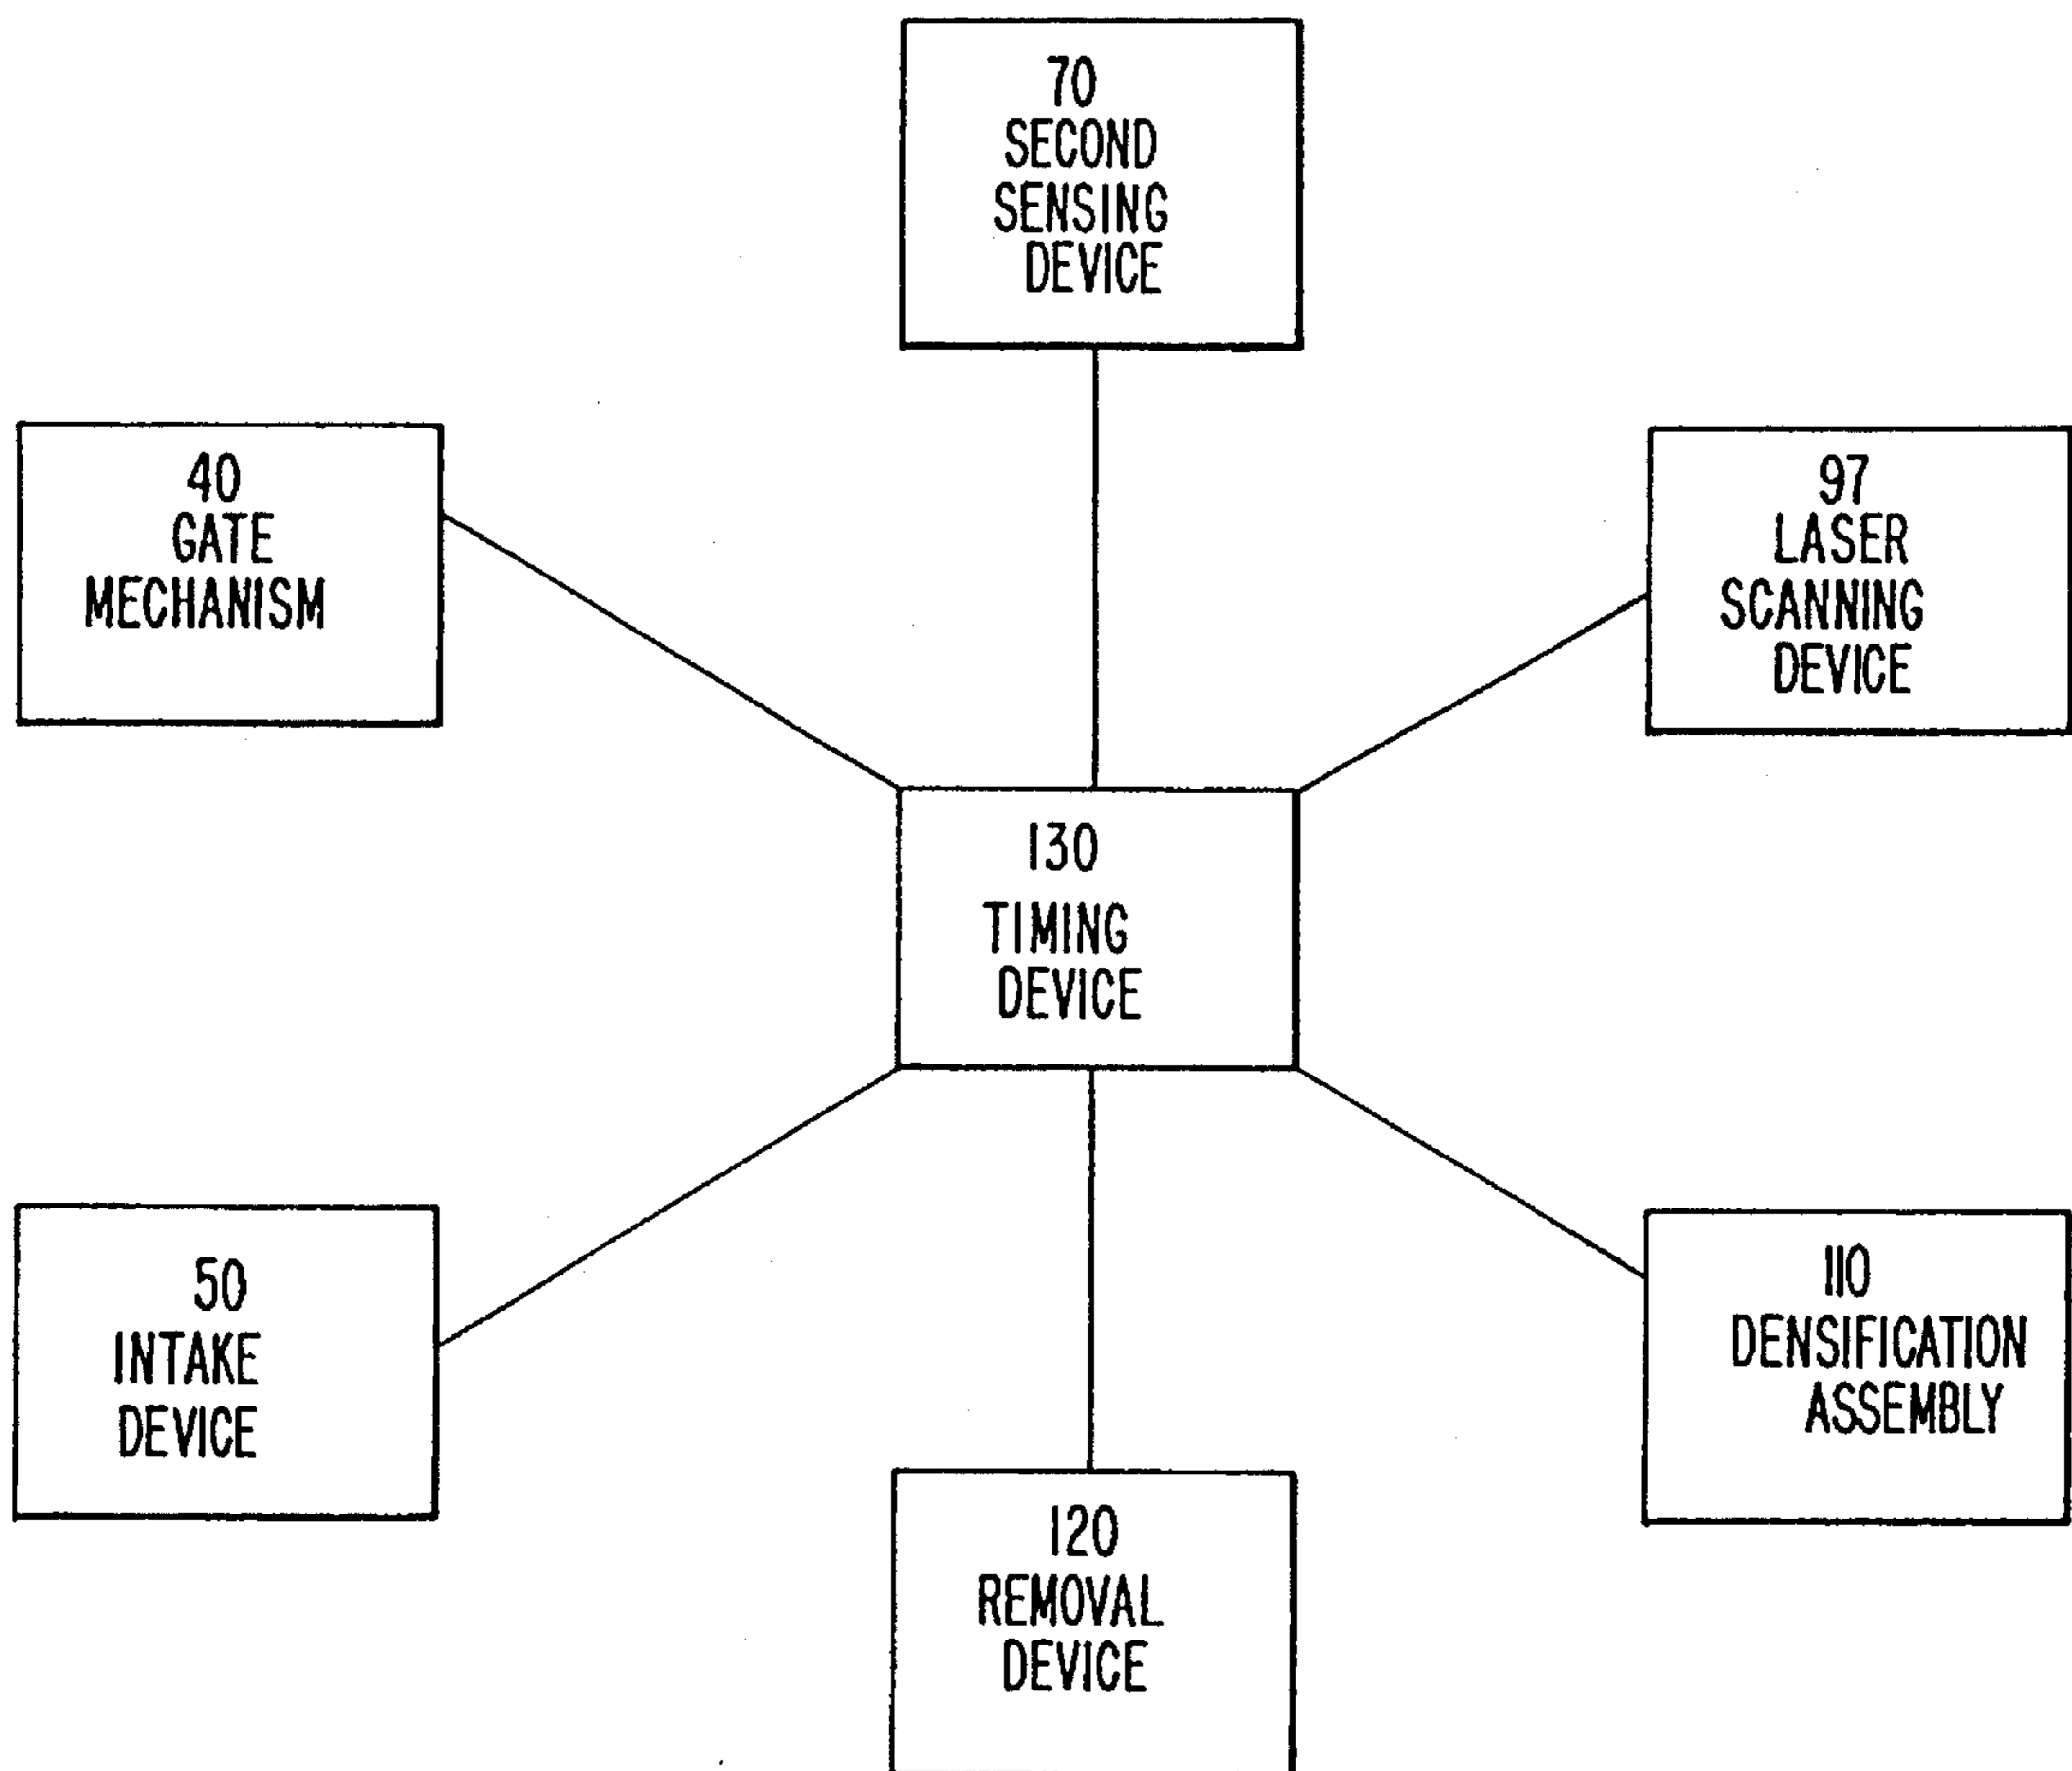 70
SECOND
SENSING
DEVICE
40
GATE
MECHANISM
97
LASER
SCANNING
DEVICE
130
TIMING
DEVICE
50
INTAKE
DEVICE
110
DENSIFICATION
ASSEMBLY
120
REMOVAL
DEVICE